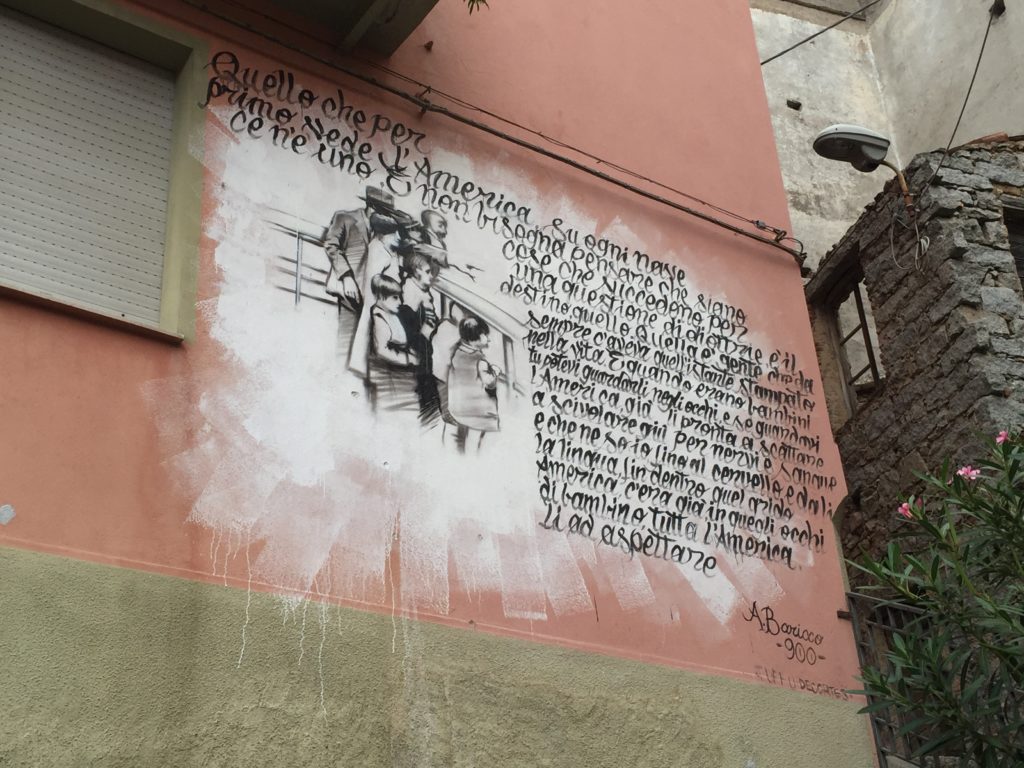 Quello che per
primo vede l'America. Su ogni nave
ce n'è uno. E non bisogna pensare che siano
cose che succedono per
una questione di diottrie, è il
destino quello. Quella è gente che da
sempre c'aveva quell'istante stampato
nella vita. E quando erano bambini
tu potevi guardarli negli occhi e se guardavi
l'America, già lì pronta a scattare
a scivolare giù per nervi e sangue
e che ne so io fino al cervello e da lì
la lingua fin dentro quel grido
America c'era già in quegli occhi
di bambino tutta l'America.
lì ad aspettare
A. Baricco
-900-
DECORTES